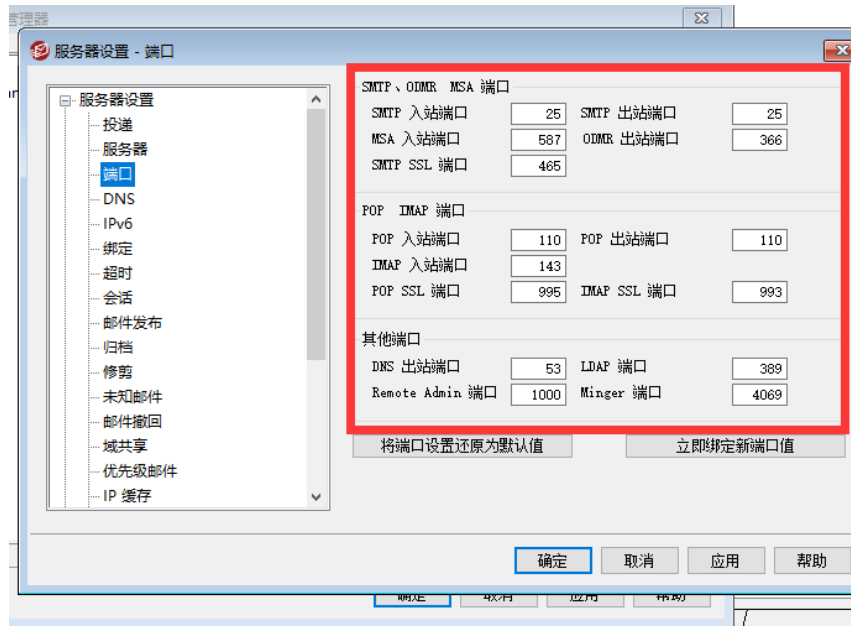 管理器
服务器设置 - 端口
服务器设置
投递
服务器
端口
DNS
IPv6
绑定
超时
会话
邮件发布
归档
修剪
未知邮件
邮件撤回
域共享
优先级邮件
IP 缓存
SMTP、ODMR MSA 端口
SMTP 入站端口 25 SMTP 出站端口 25
MSA 入站端口 587 ODMR 出站端口 366
SMTP SSL 端口 465
POP IMAP 端口
POP 入站端口 110 POP 出站端口 110
IMAP 入站端口 143
POP SSL 端口 995 IMAP SSL 端口 993
其他端口
DNS 出站端口 53 LDAP 端口 389
Remote Admin 端口 1000 Minger 端口 4069
将端口设置还原为默认值 立即绑定新端口值
确定 取消 应用 帮助
确定 取消 应用 帮助